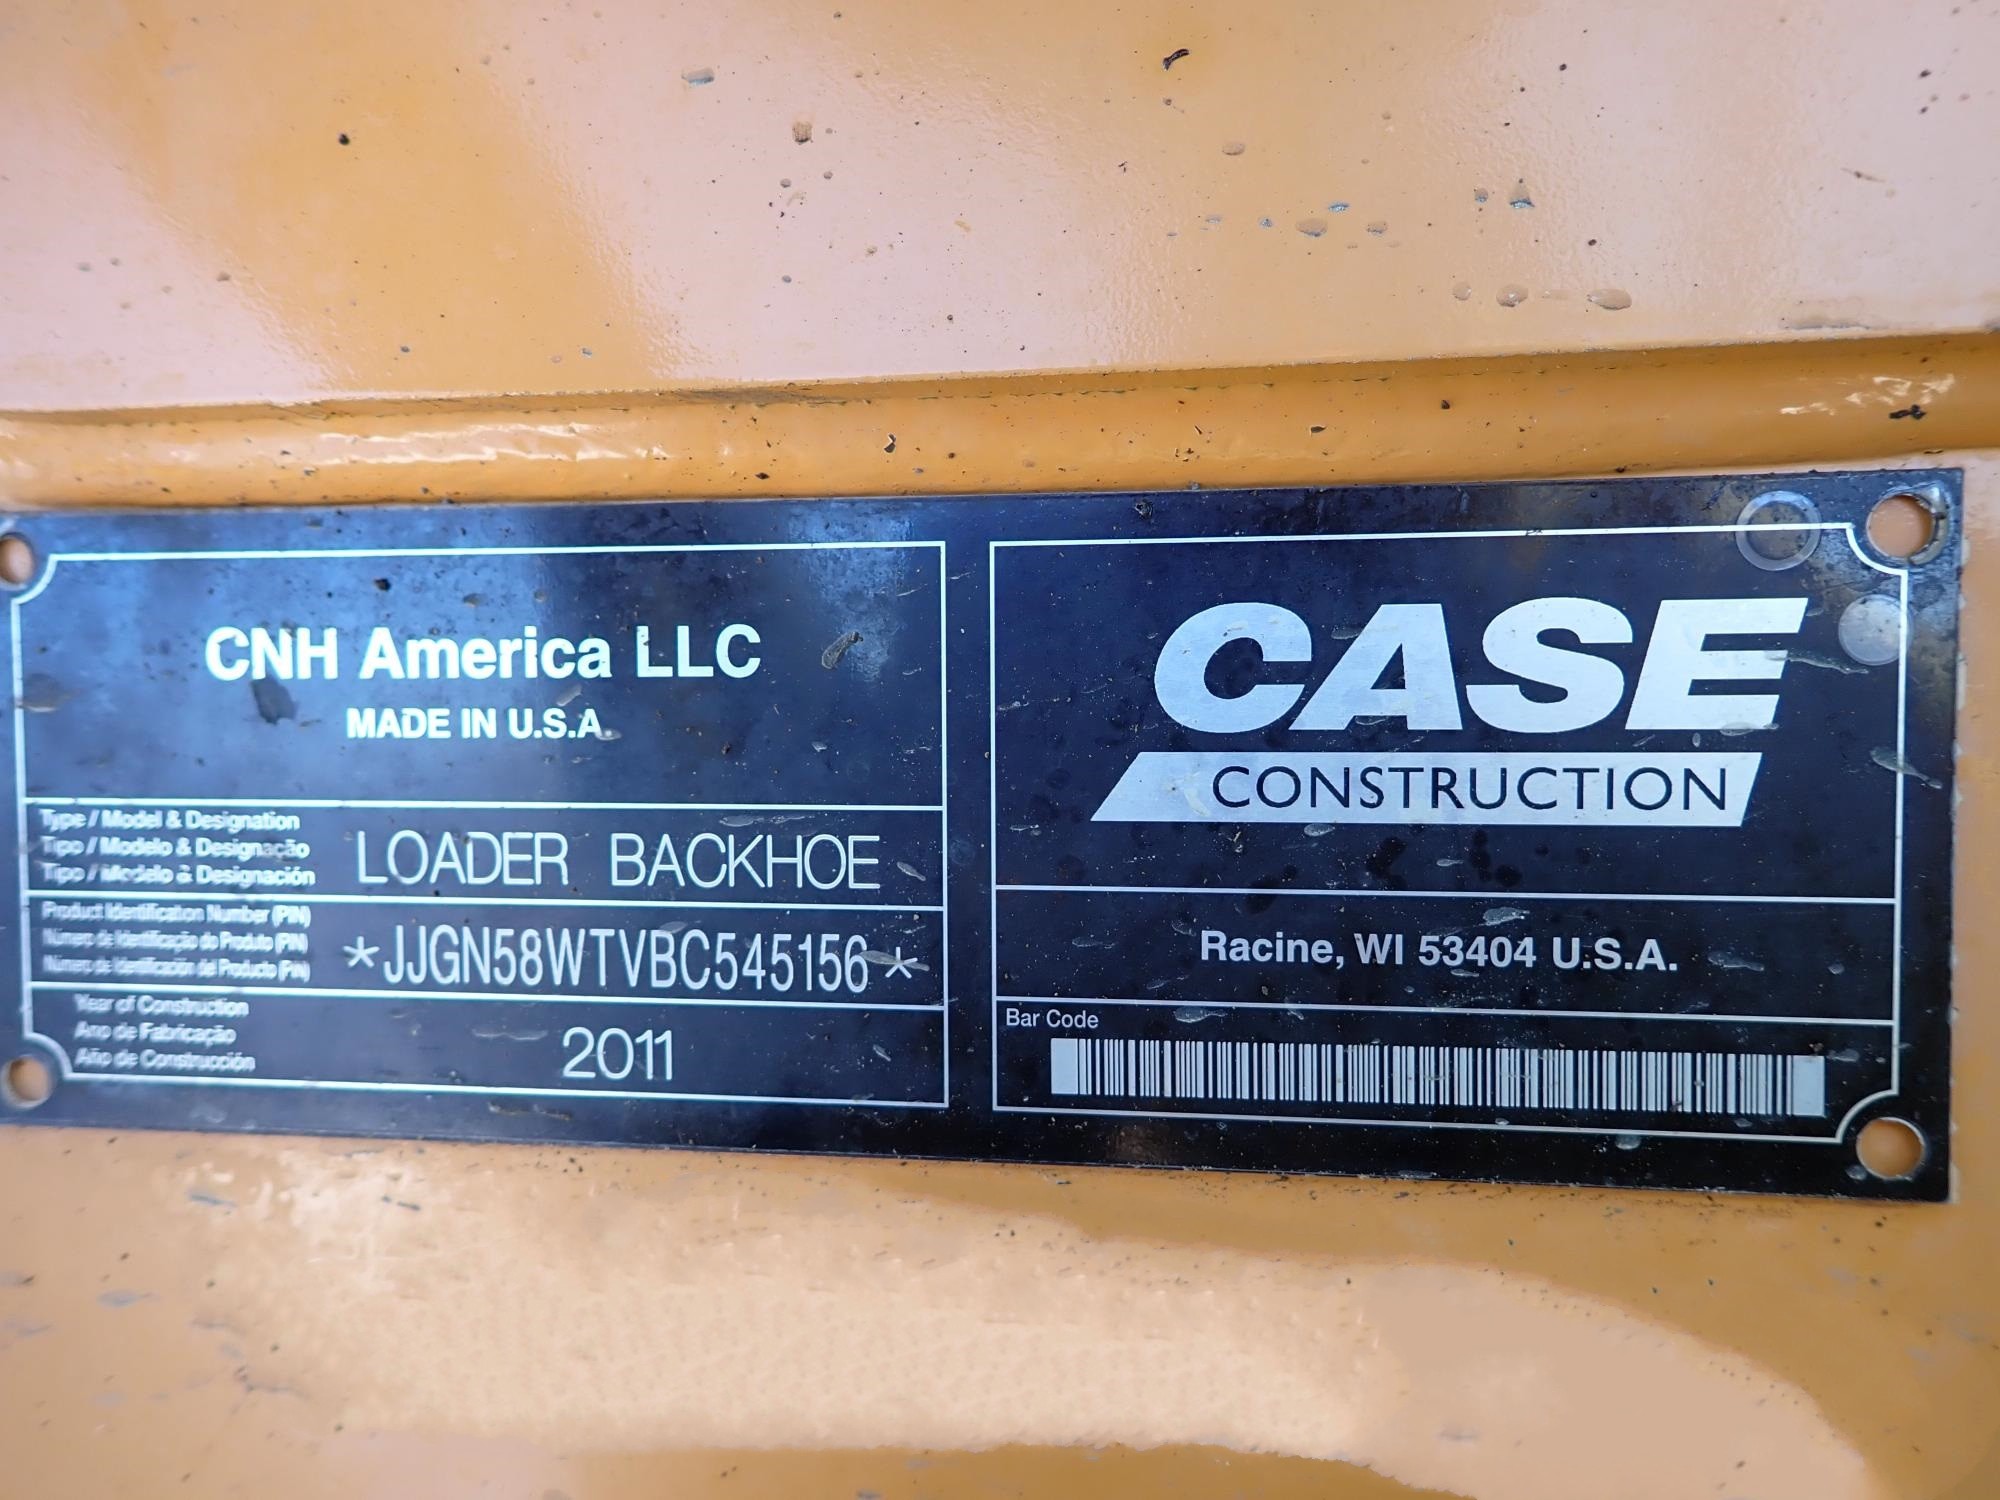 CNH America LLC
MADE IN U.S.A.
Type / Model & Designation
Tipo / Modelo & Designação
Tipo / Modelo & Designación
LOADER BACKHOE
Product Identification Number (PIN)
Número de Identificação do Produto (PIN)
Número de Identificación del Producto (PIN)
*JJGN58WTVBC545156*
Year of Construction
Ano de Fabricação
Año de Construcción
2011
CASE
CONSTRUCTION
Racine, WI 53404 U.S.A.
Bar Code